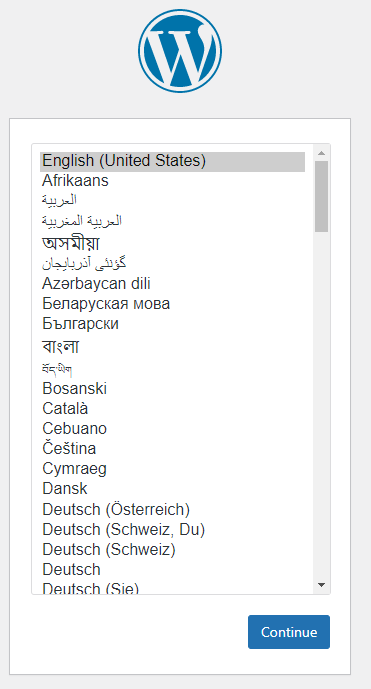 English (United States)
Afrikaans
العربية
العربية المغربية
অসমীয়া
گؤنئی آذربایجان
Azərbaycan dili
Беларуская мова
Български
বাংলা
བོད་ཡིག
Bosanski
Català
Cebuano
Čeština
Cymraeg
Dansk
Deutsch (Österreich)
Deutsch (Schweiz, Du)
Deutsch (Schweiz)
Deutsch
Deutsch (Sie)
Continue